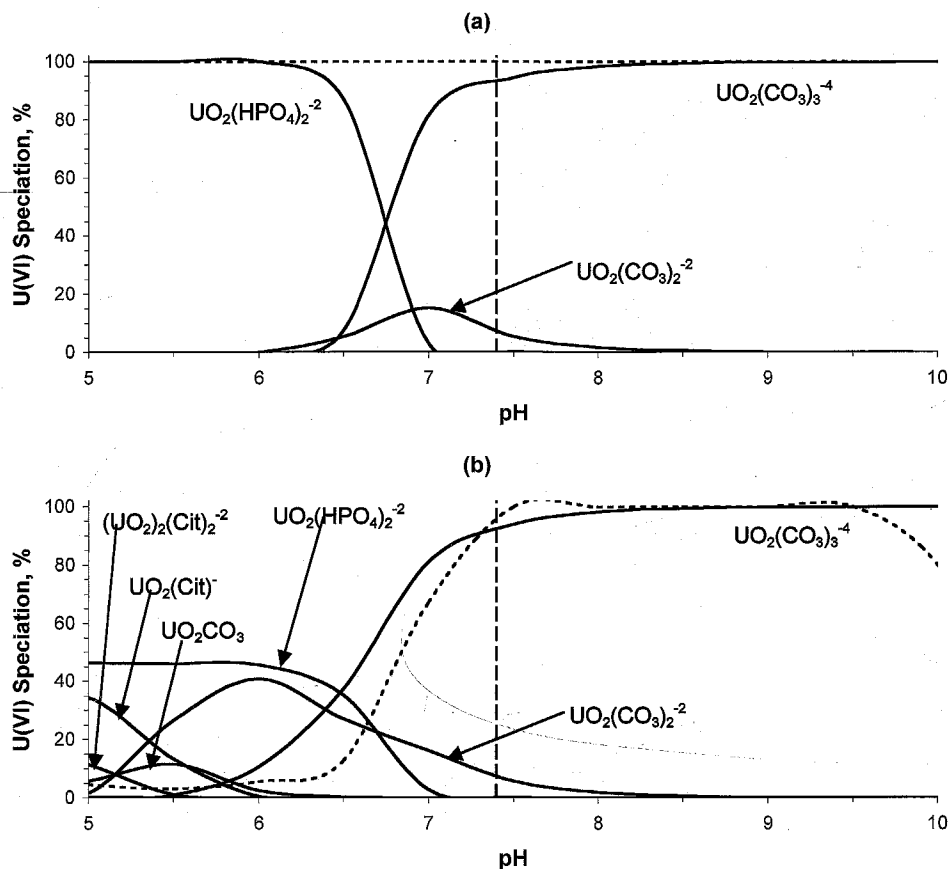 (a)
U(VI) Speciation, %
100
80
60
40
20
0
UO₂(HPO₄)₂⁻²
UO₂(CO₃)₃⁻⁴
UO₂(CO₃)₂⁻²
5 6 7 8 9 10
pH
(b)
U(VI) Speciation, %
100
80
60
40
20
0
(UO₂)₂(Cit)₂⁻²
UO₂(HPO₄)₂⁻²
UO₂(CO₃)₃⁻⁴
UO₂(Cit)⁻
UO₂CO₃
UO₂(CO₃)₂⁻²
5 6 7 8 9 10
pH